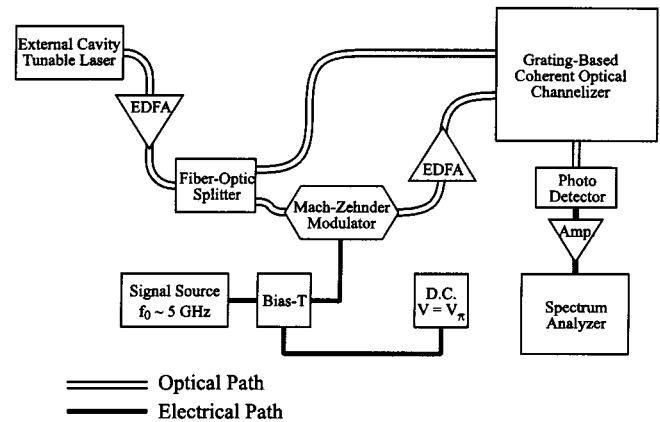 External Cavity
Tunable Laser
EDFA
Fiber-Optic
Splitter
Mach-Zehnder
Modulator
EDFA
Grating-Based
Coherent Optical
Channelizer
Photo
Detector
Amp.
Spectrum
Analyzer
Signal Source
f₀ ~ 5 GHz
Bias-T
D.C.
V = Vπ
Optical Path
Electrical Path